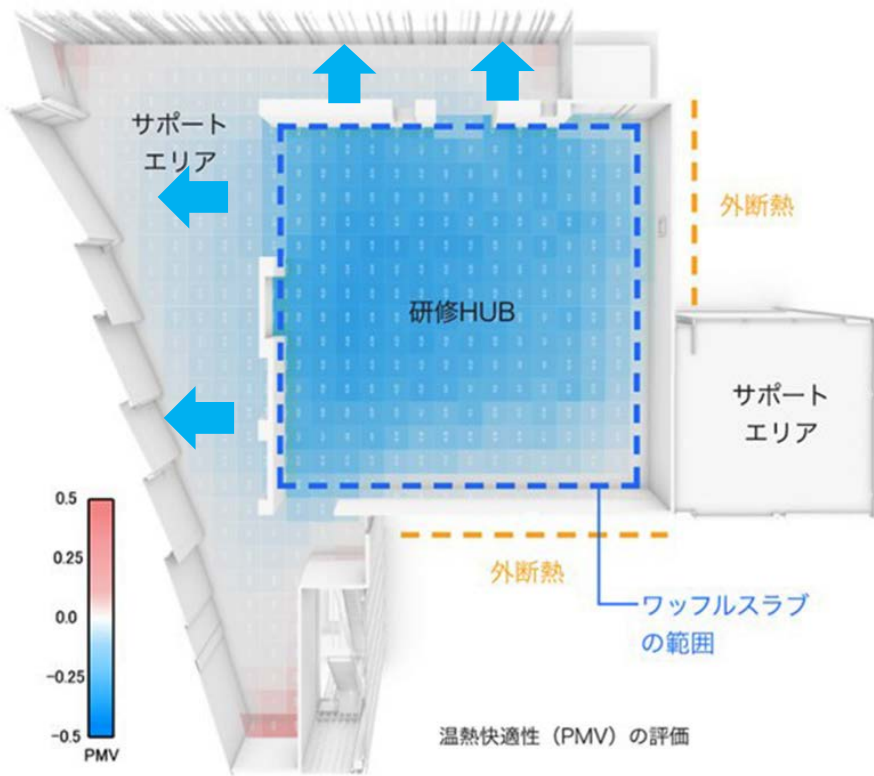 サポート
エリア
外断熱
研修HUB
サポート
エリア
0.5
0.25
0.0
-0.25
-0.5
PMV
外断熱
ワッフルスラブ
の範囲
温熱快適性（PMV）の評価